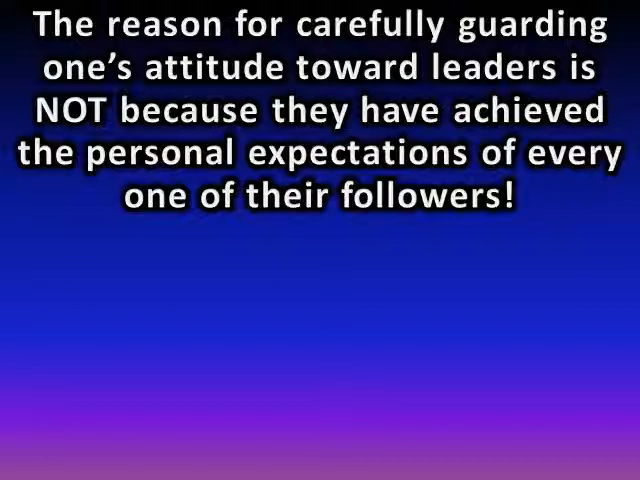 The reason for carefully guarding
one’s attitude toward leaders is
NOT because they have achieved
the personal expectations of every
one of their followers!